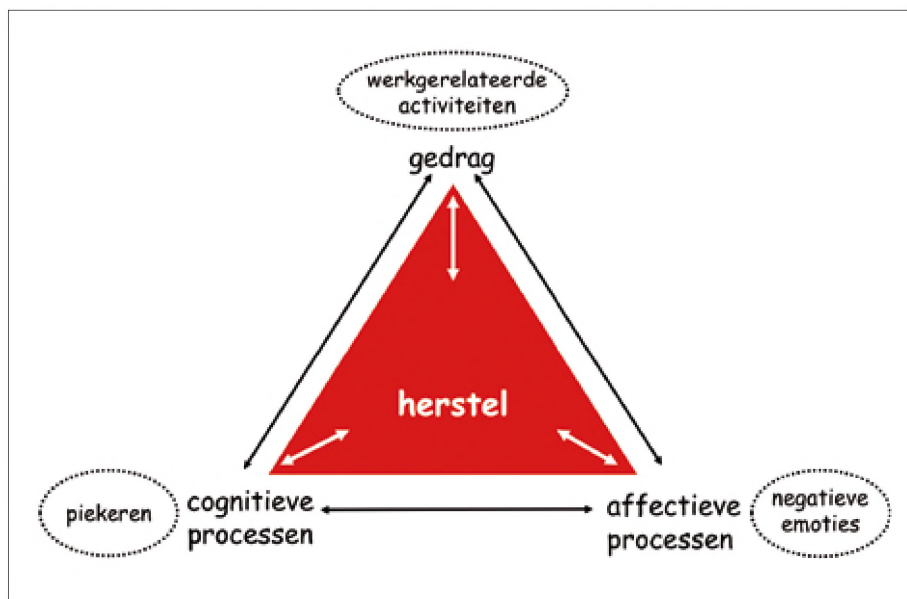 werkgerelateerde
activiteiten
gedrag
herstel
piekeren
cognitieve
processen
affectieve
processen
negatieve
emoties